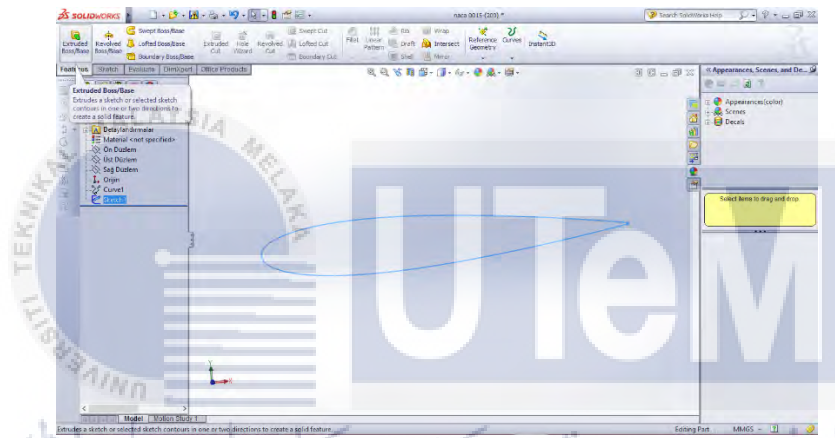 SOLIDWORKS
naca 0015-(203) *
Search SolidWorks Help
Extruded Boss/Base
Revolved Boss/Base
Swept Boss/Base
Lofted Boss/Base
Boundary Boss/Base
Extruded Cut
Hole Wizard
Revolved Cut
Swept Cut
Lofted Cut
Boundary Cut
Fillet
Linear Pattern
Rib
Draft
Shell
Wrap
Intersect
Mirror
Reference Geometry
Curves
Instant3D
Features
Sketch
Evaluate
DimXpert
Office Products
Appearances, Scenes, and De...
Extruded Boss/Base
Extrudes a sketch or selected sketch
contours in one or two directions to
create a solid feature.
Detaylandırmalar
Material <not specified>
Ön Düzlem
Üst Düzlem
Sağ Düzlem
Orijin
Curve1
Appearances(color)
Scenes
Decals
Select items to drag and drop
UNIVERSITI TEKNIKAL MALAYSIA MELAKA
UTeM
Y
X
Model
Motion Study 1
Extrudes a sketch or selected sketch contours in one or two directions to create a solid feature.
Editing Part
MMGS